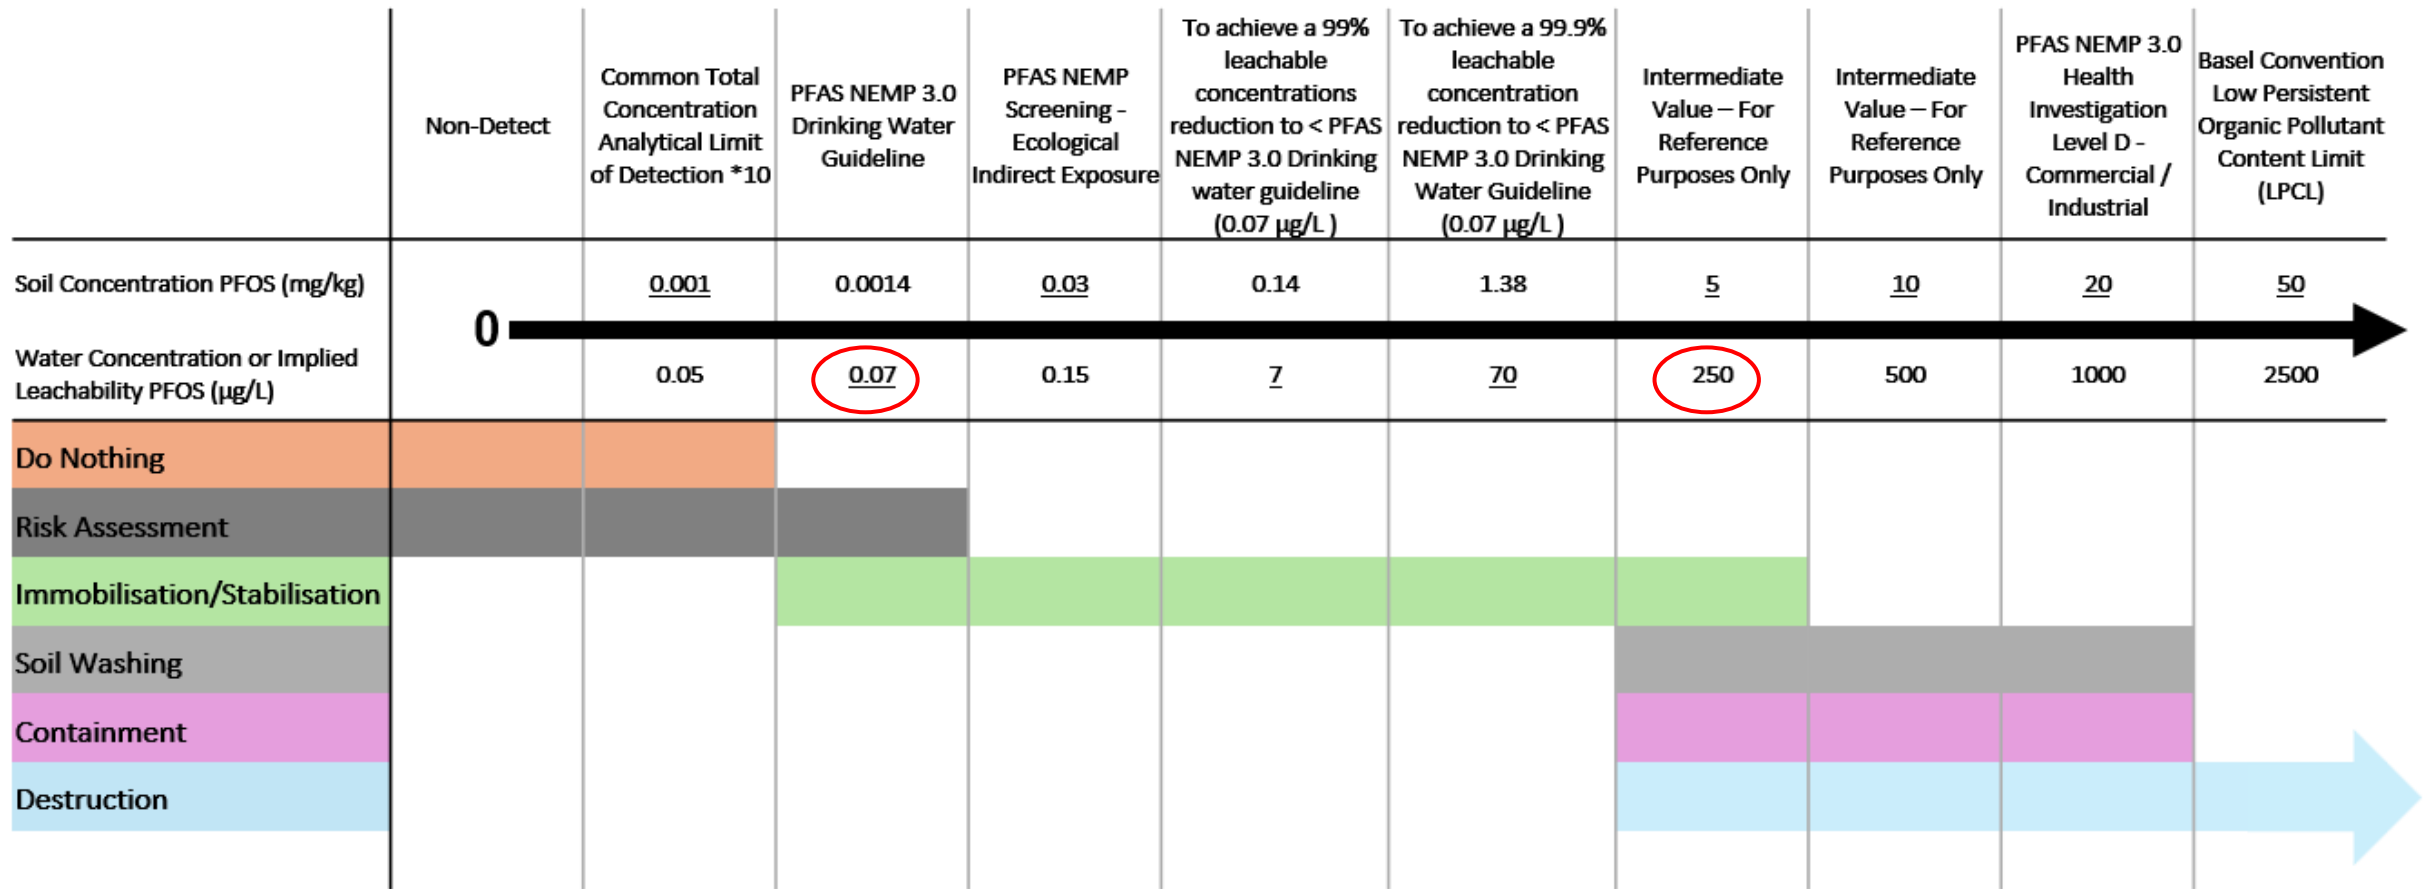 Non-Detect
Common Total
Concentration
Analytical Limit
of Detection *10
PFAS NEMP 3.0
Drinking Water
Guideline
PFAS NEMP
Screening -
Ecological
Indirect Exposure
To achieve a 99%
leachable
concentrations
reduction to < PFAS
NEMP 3.0 Drinking
water guideline
(0.07 µg/L )
To achieve a 99.9%
leachable
concentration
reduction to < PFAS
NEMP 3.0 Drinking
Water Guideline
(0.07 µg/L )
Intermediate
Value – For
Reference
Purposes Only
Intermediate
Value – For
Reference
Purposes Only
PFAS NEMP 3.0
Health
Investigation
Level D -
Commercial /
Industrial
Basel Convention
Low Persistent
Organic Pollutant
Content Limit
(LPCL)
Soil Concentration PFOS (mg/kg) 0.001 0.0014 0.03 0.14 1.38 5 10 20 50
0
Water Concentration or Implied
Leachability PFOS (µg/L) 0.05 0.07 0.15 7 70 250 500 1000 2500
Do Nothing
Risk Assessment
Immobilisation/Stabilisation
Soil Washing
Containment
Destruction